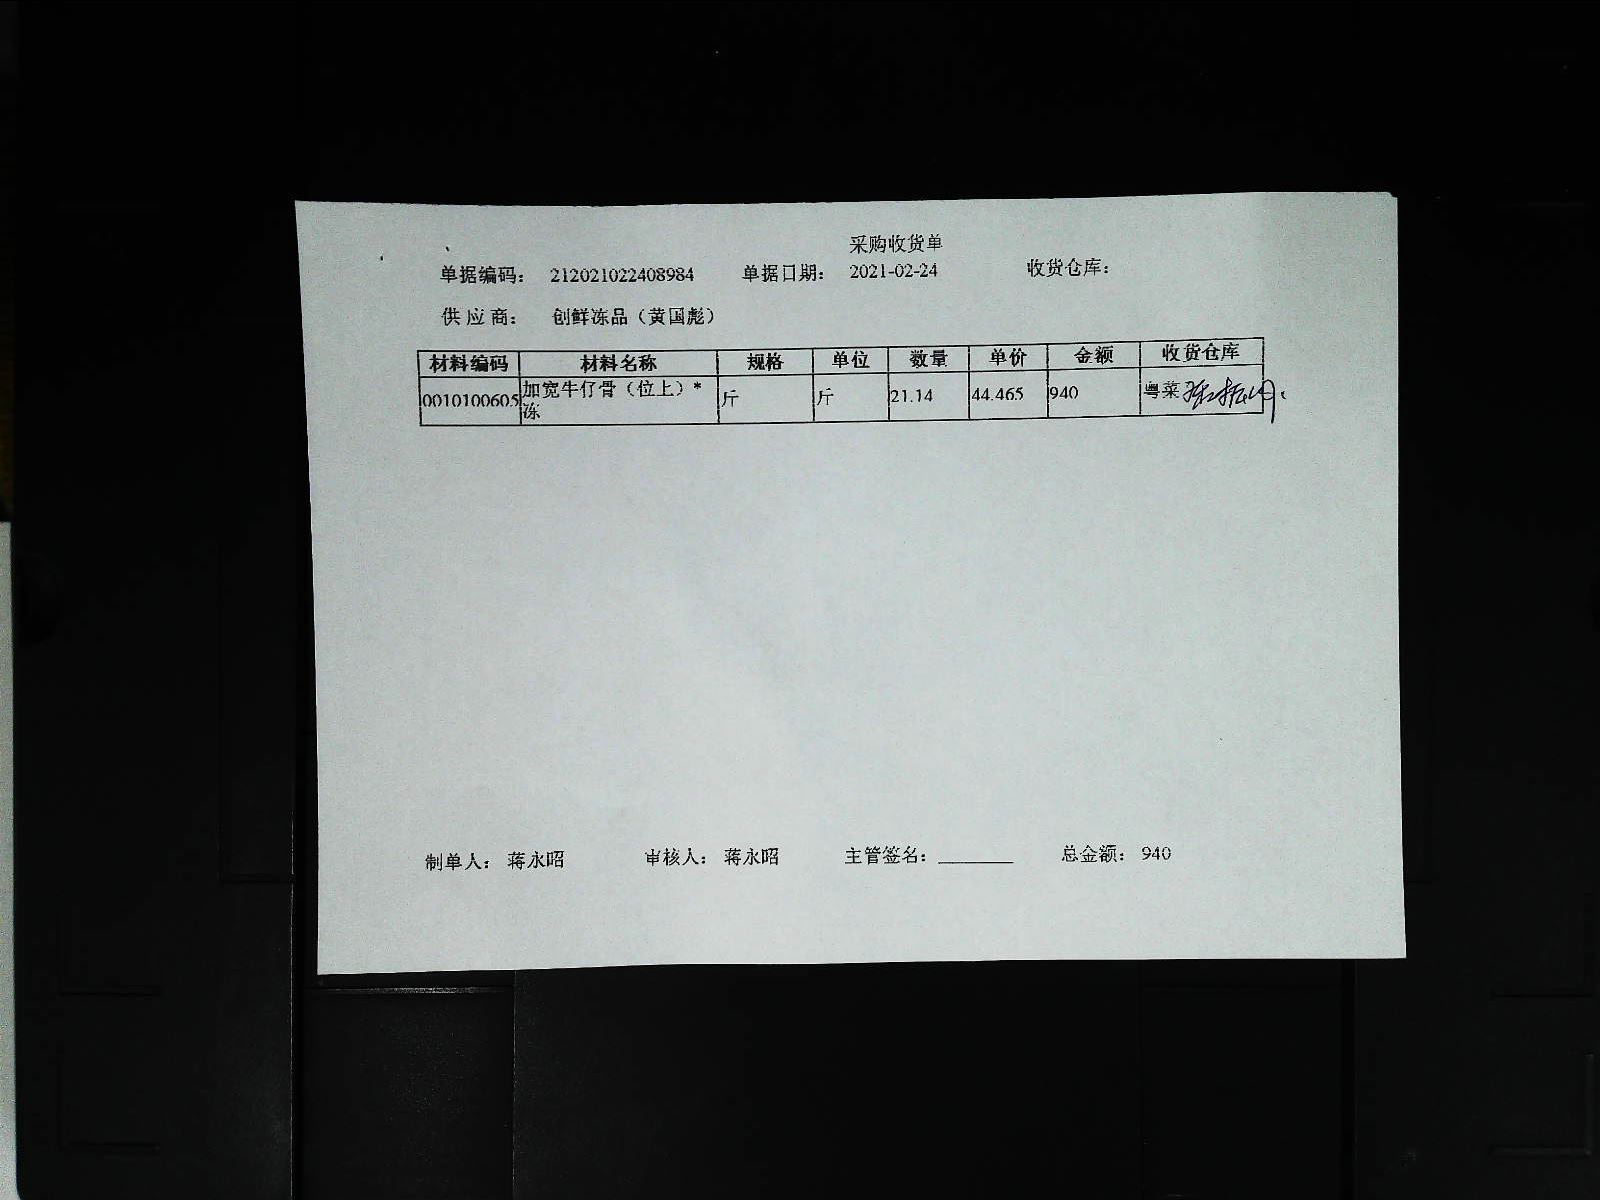 采购收货单
单据编码： 212021022408984 单据日期： 2021-02-24 收货仓库：
供 应 商： 创鲜冻品（黄国彪）
材料编码 材料名称 规格 单位 数量 单价 金额 收货仓库
0010100605 加宽牛仔骨（位上）* 斤 斤 21.14 44.465 940 粤菜
冻
制单人： 蒋永昭 审核人： 蒋永昭 主管签名： 总金额： 940